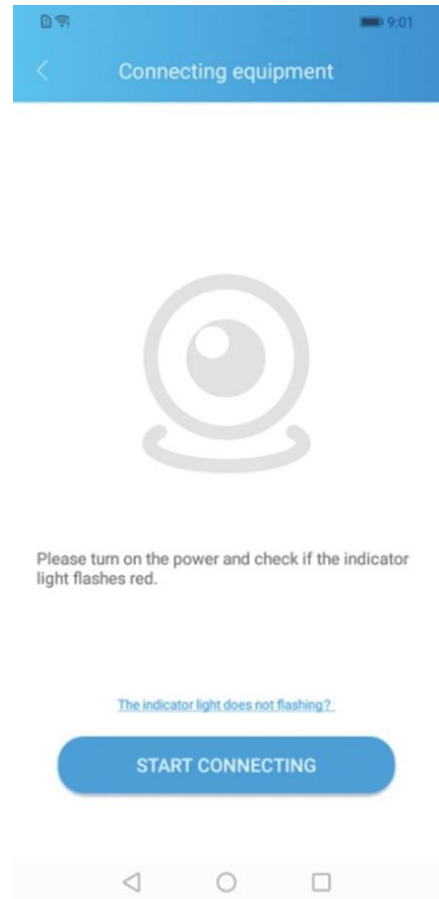 9:01
Connecting equipment
Please turn on the power and check if the indicator
light flashes red.
The indicator light does not flashing?
START CONNECTING